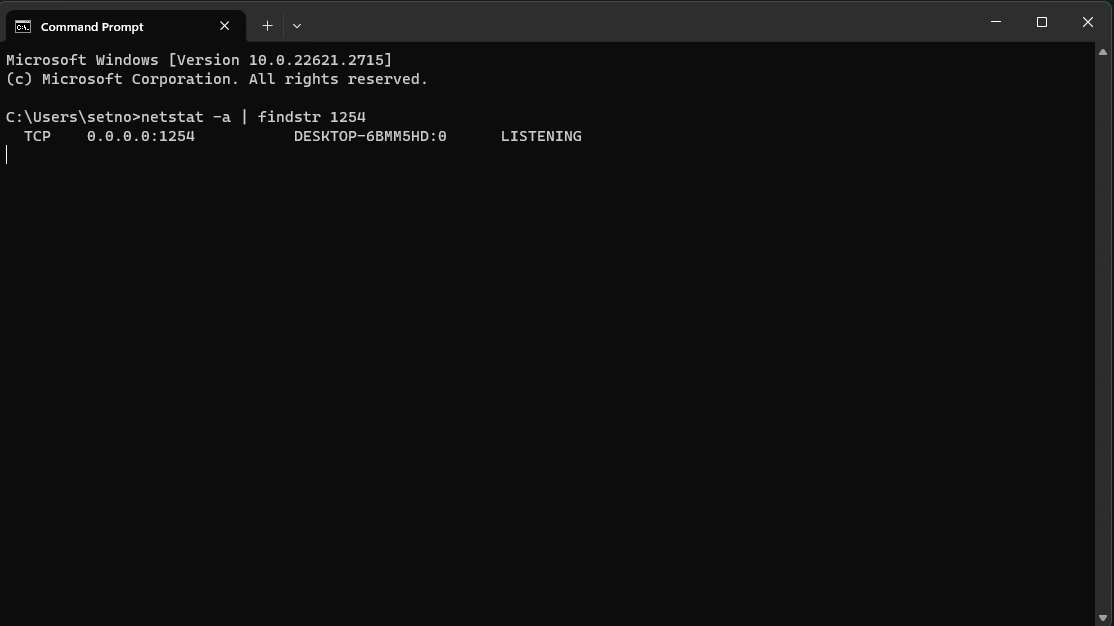 Command Prompt
Microsoft Windows [Version 10.0.22621.2715]
(c) Microsoft Corporation. All rights reserved.
C:\Users\setno>netstat -a | findstr 1254
  TCP    0.0.0.0:1254           DESKTOP-6BMM5HD:0      LISTENING